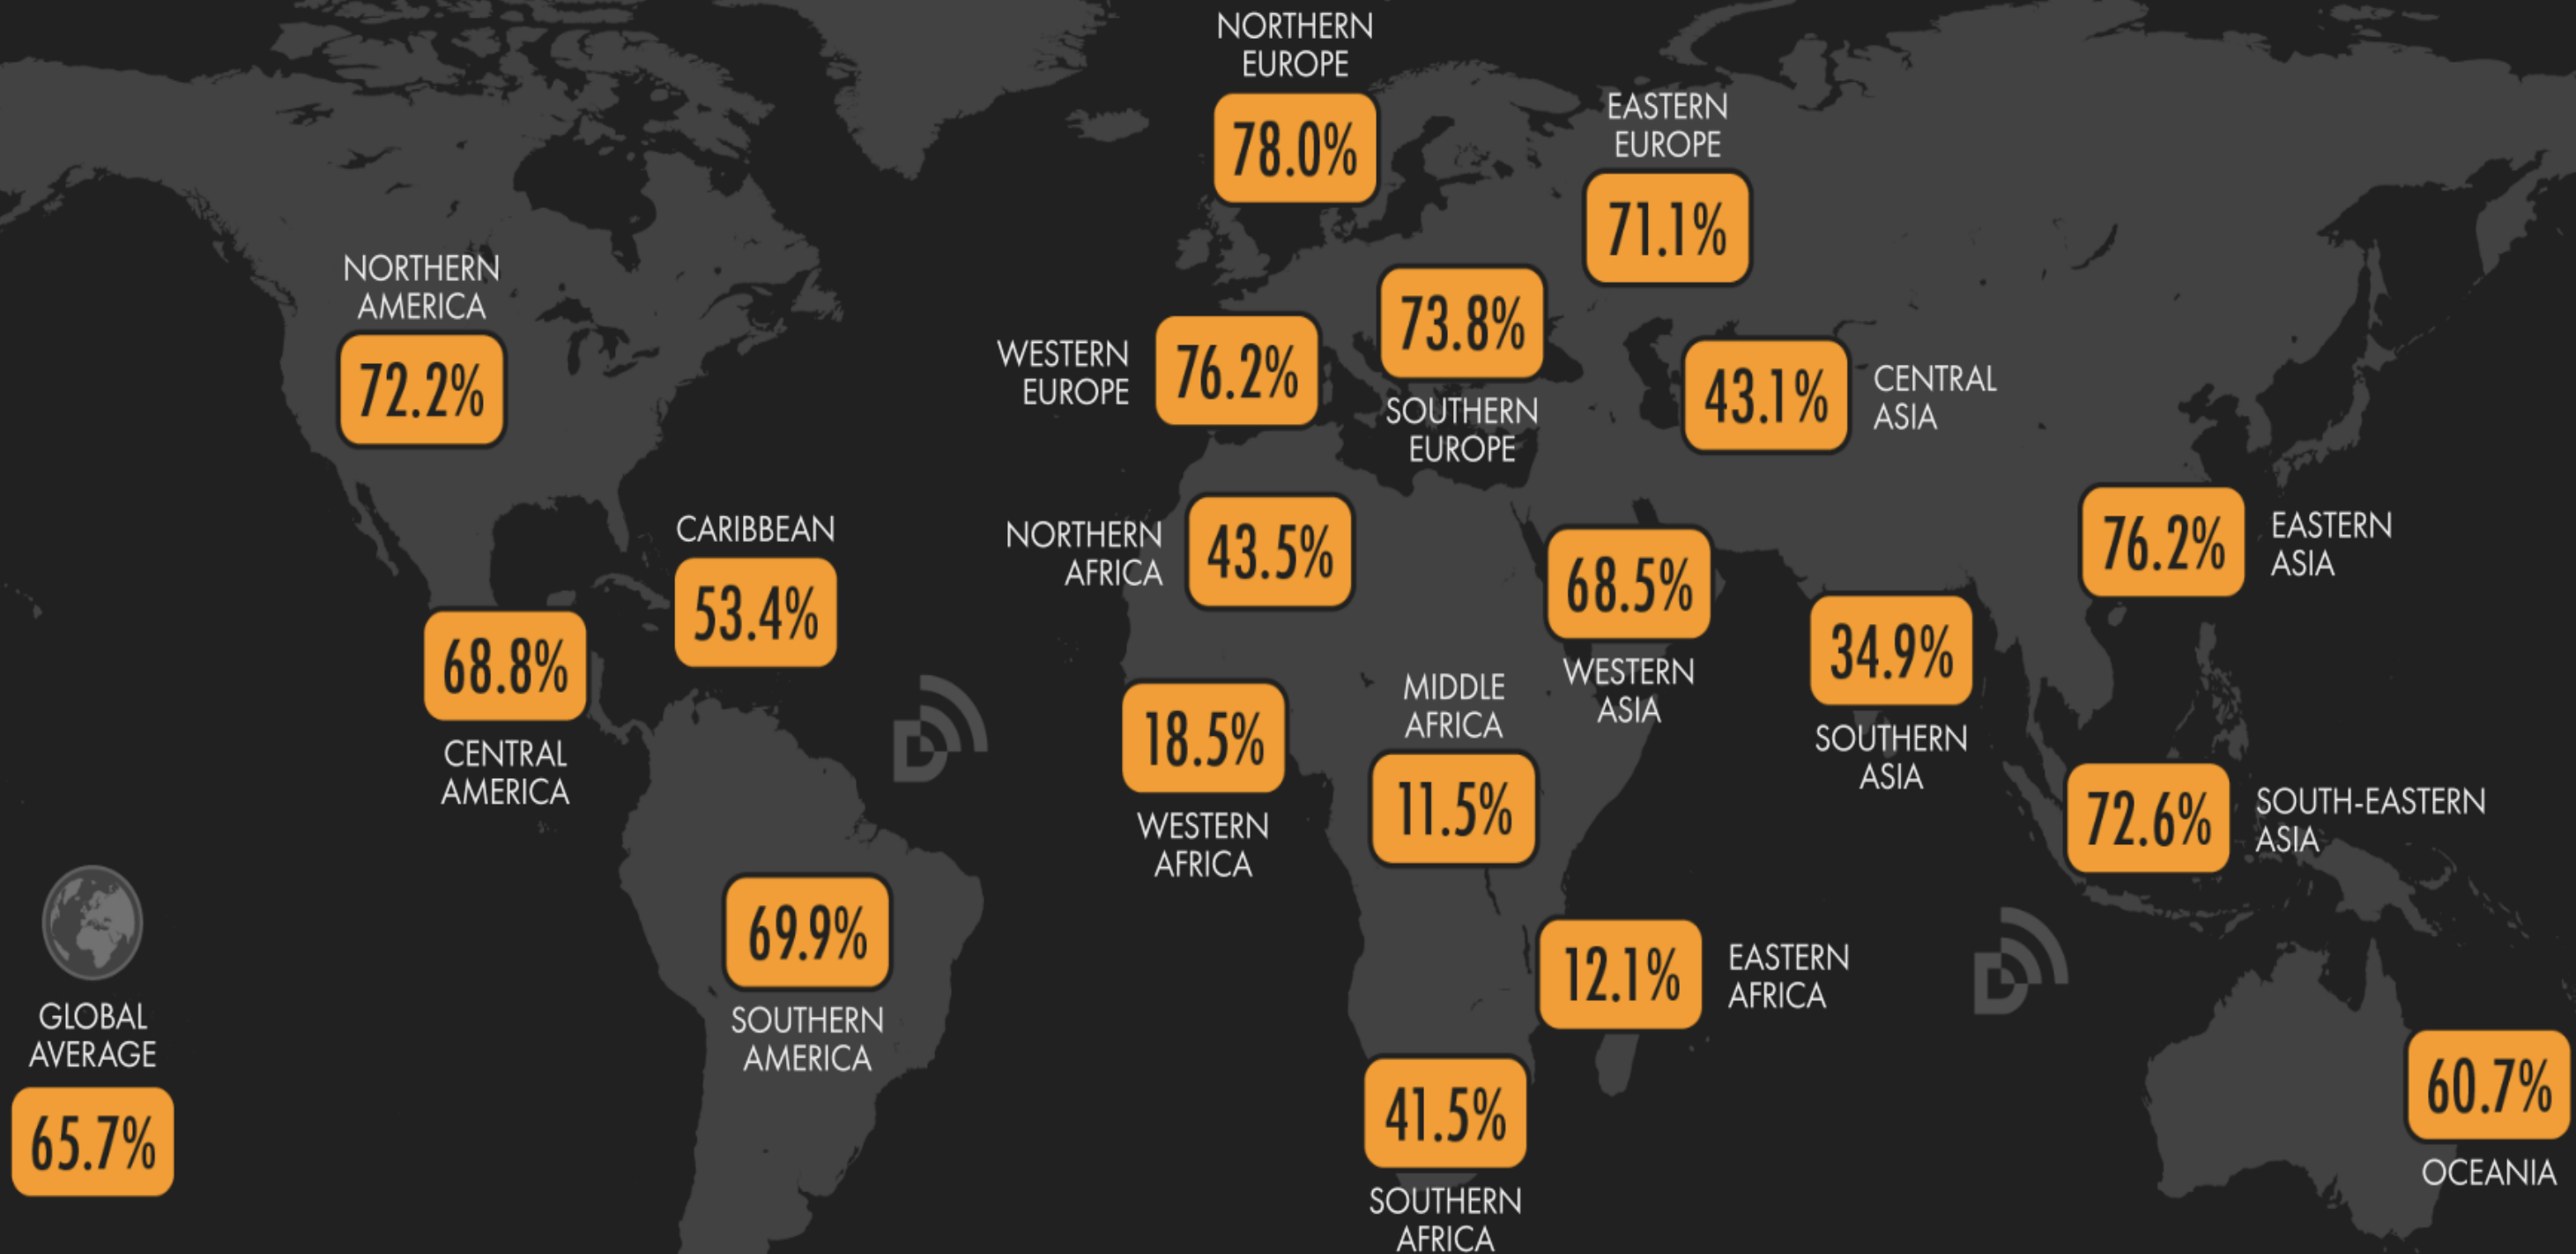 NORTHERN
EUROPE
78.0%
EASTERN
EUROPE
71.1%
NORTHERN
AMERICA
72.2%
WESTERN
EUROPE
76.2%
73.8%
SOUTHERN
EUROPE
43.1%
CENTRAL
ASIA
CARIBBEAN
53.4%
NORTHERN
AFRICA
43.5%
68.5%
WESTERN
ASIA
76.2%
EASTERN
ASIA
34.9%
SOUTHERN
ASIA
68.8%
CENTRAL
AMERICA
18.5%
WESTERN
AFRICA
MIDDLE
AFRICA
11.5%
72.6%
SOUTH-EASTERN
ASIA
69.9%
SOUTHERN
AMERICA
12.1%
EASTERN
AFRICA
GLOBAL
AVERAGE
65.7%
41.5%
SOUTHERN
AFRICA
60.7%
OCEANIA